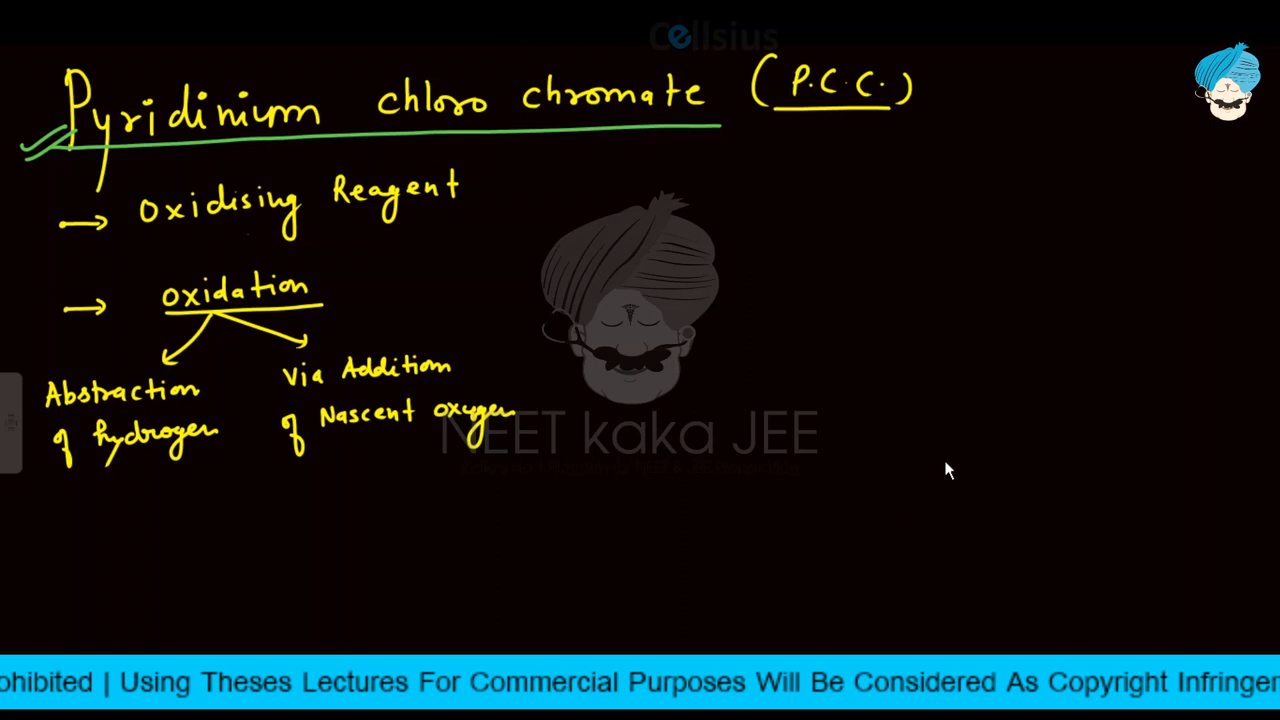 Cellsius
Pyridinium chloro chromate (P.C.C.)
→ Oxidising Reagent
→ oxidation
Abstraction
of hydrogen
via Addition
of Nascent oxygen
NEET kaka JEE
ohibited | Using Theses Lectures For Commercial Purposes Will Be Considered As Copyright Infringer